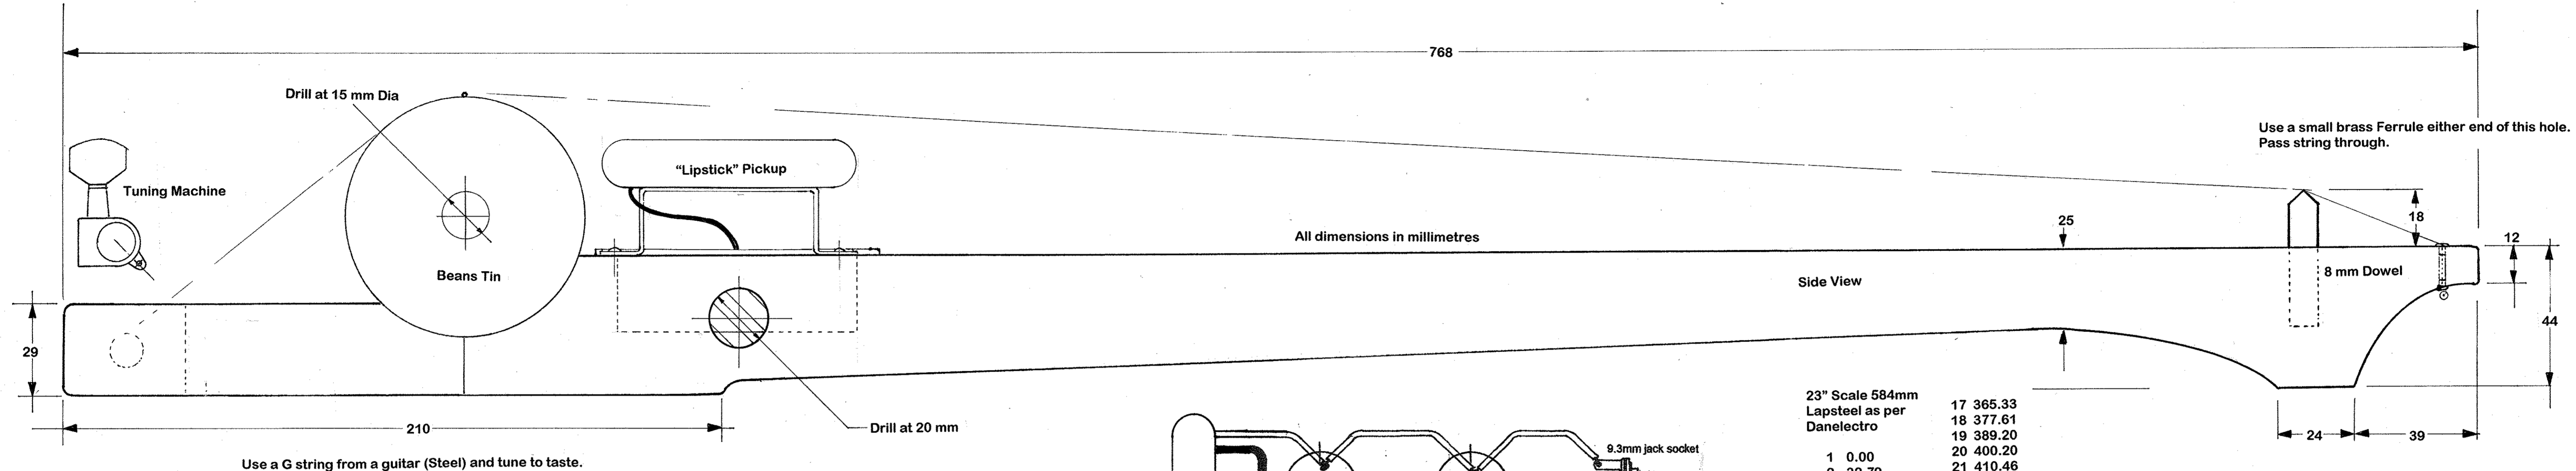 768
Drill at 15 mm Dia
Use a small brass Ferrule either end of this hole.
Pass string through.
"Lipstick" Pickup
Tuning Machine
25
18
12
All dimensions in millimetres
Beans Tin
Side View
8 mm Dowel
29
44
Drill at 20 mm
210
24
39
Use a G string from a guitar (Steel) and tune to taste.
9.3mm jack socket
23" Scale 584mm
Lapsteel as per
Danelectro
1 0.00
17 365.33
18 377.61
19 389.20
20 400.20
21 410.46